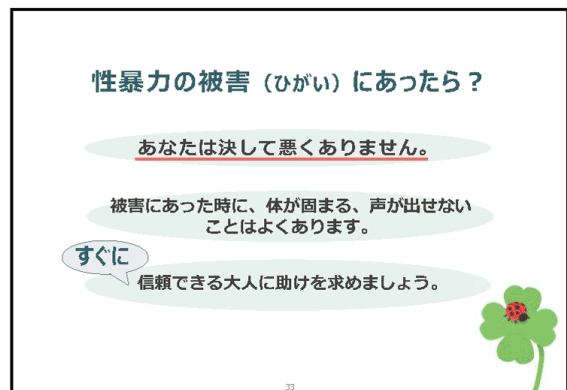 性暴力の被害（ひがい）にあったら？
あなたは決して悪くありません。
被害にあった時に、体が固まる、声が出せない
ことはよくあります。
すぐに
信頼できる大人に助けを求めましょう。
33